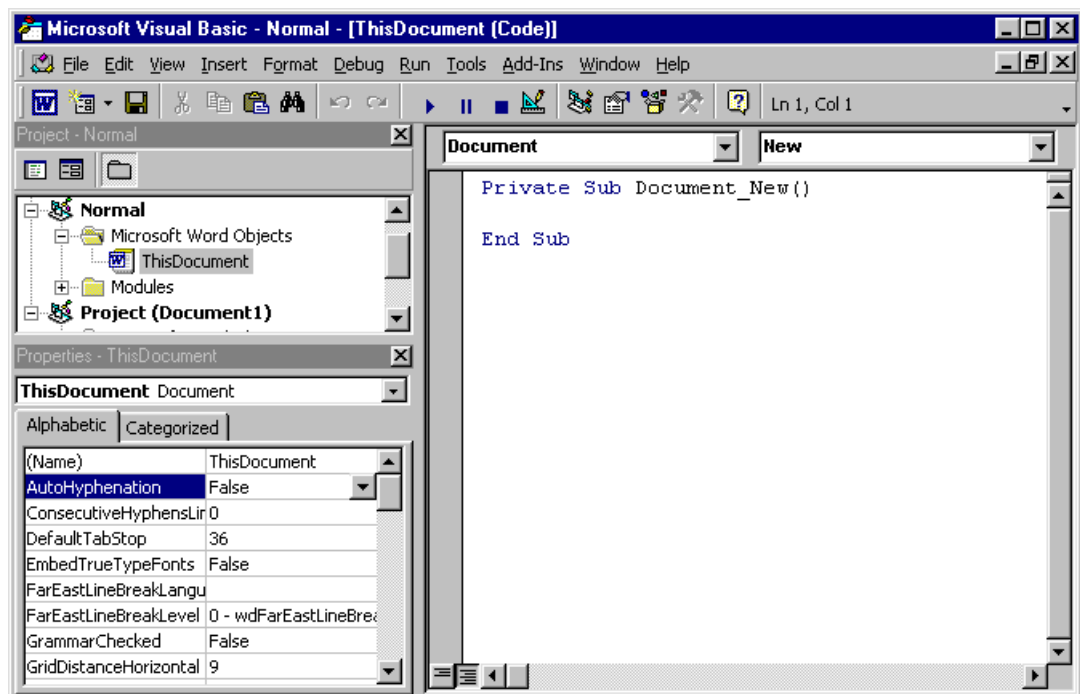 Microsoft Visual Basic - Normal - [ThisDocument (Code)]
File Edit View Insert Format Debug Run Tools Add-Ins Window Help
Ln 1, Col 1
Project - Normal
Normal
Microsoft Word Objects
ThisDocument
Modules
Project (Document1)
Properties - ThisDocument
ThisDocument Document
Alphabetic Categorized
(Name) ThisDocument
AutoHyphenation False
ConsecutiveHyphensLir 0
DefaultTabStop 36
EmbedTrueTypeFonts False
FarEastLineBreakLangu
FarEastLineBreakLevel 0 - wdFarEastLineBrea
GrammarChecked False
GridDistanceHorizontal 9
Document New
Private Sub Document_New()
End Sub